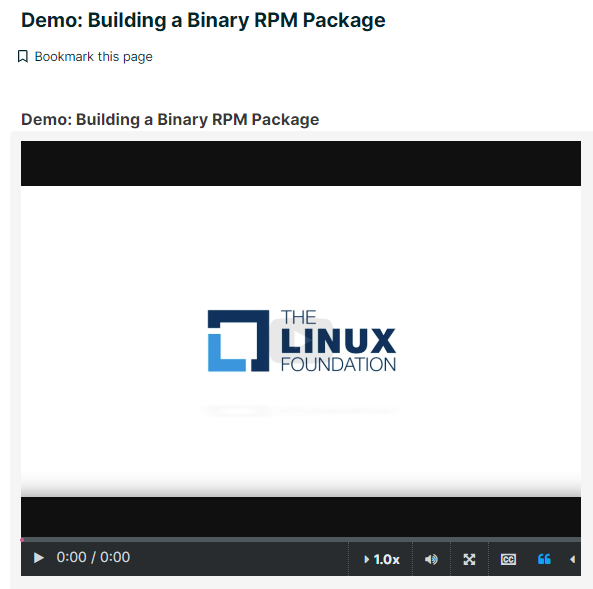 Demo: Building a Binary RPM Package
Bookmark this page
Demo: Building a Binary RPM Package
THE
LINUX
FOUNDATION
0:00 / 0:00
1.0x
CC